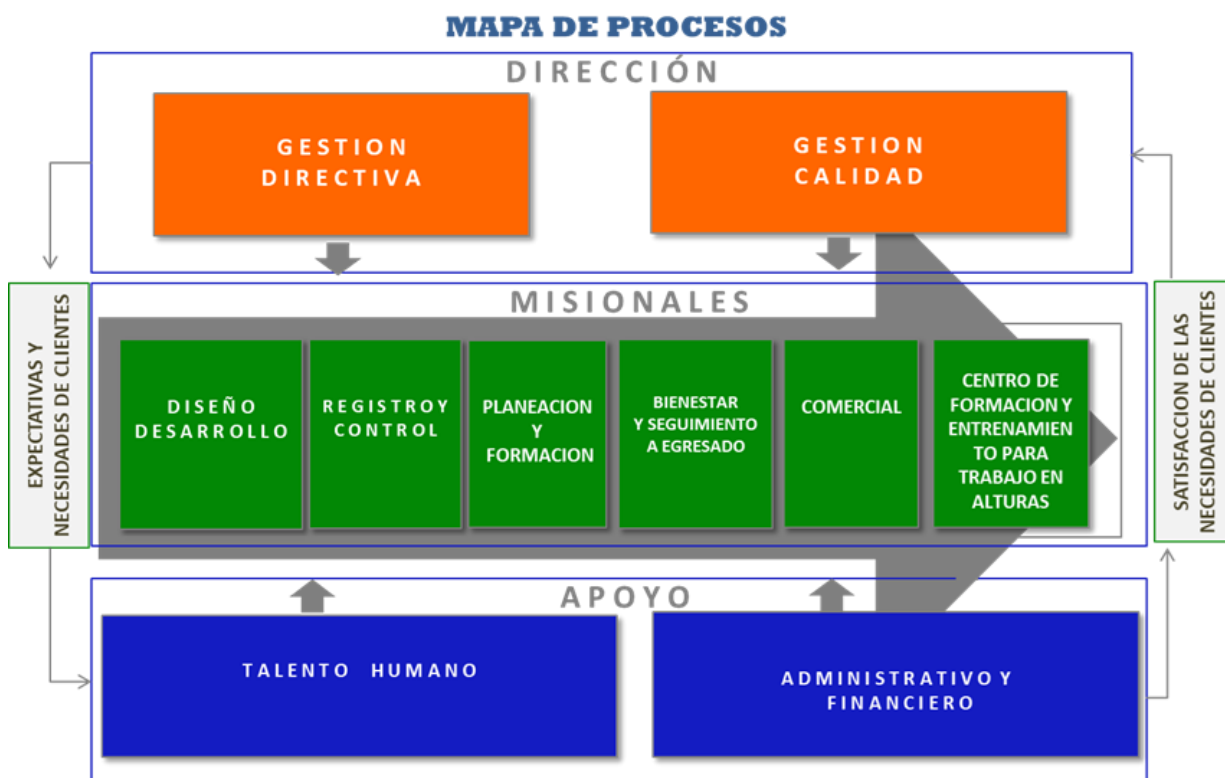 MAPA DE PROCESOS
DIRECCIÓN
GESTION
DIRECTIVA
GESTION
CALIDAD
EXPECTATIVAS Y
NECESIDADES DE CLIENTES
MISIONALES
DISEÑO
DESARROLLO
REGISTROY
CONTROL
PLANEACION
Y
FORMACION
BIENESTAR
Y SEGUIMIENTO
A EGRESADO
COMERCIAL
CENTRO DE
FORMACION Y
ENTRENAMIEN
TO PARA
TRABAJO EN
ALTURAS
SATISFACCION DE LAS
NECESIDADES DE CLIENTES
APOYO
TALENTO HUMANO
ADMINISTRATIVO Y
FINANCIERO